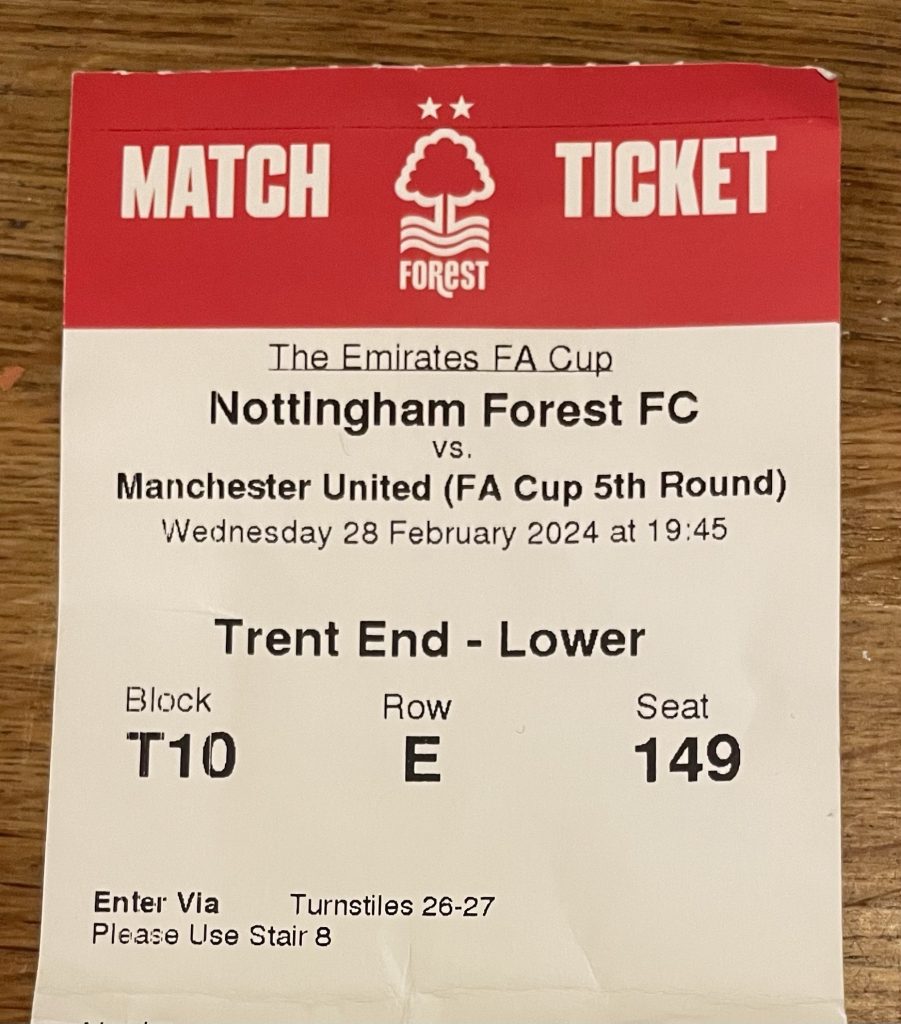 MATCH TICKET
FOREST
The Emirates FA Cup
Nottingham Forest FC
vs.
Manchester United (FA Cup 5th Round)
Wednesday 28 February 2024 at 19:45
Trent End - Lower
Block Row Seat
T10 E 149
Enter Via Turnstiles 26-27
Please Use Stair 8